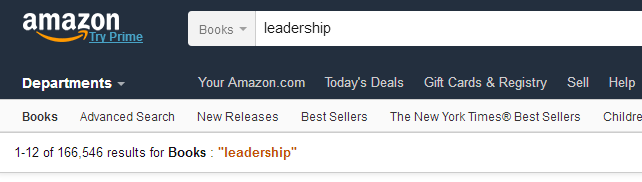 amazon
Try Prime
Books leadership
Departments Your Amazon.com Today's Deals Gift Cards & Registry Sell Help
Books Advanced Search New Releases Best Sellers The New York Times® Best Sellers Childre
1-12 of 166,546 results for Books : "leadership"